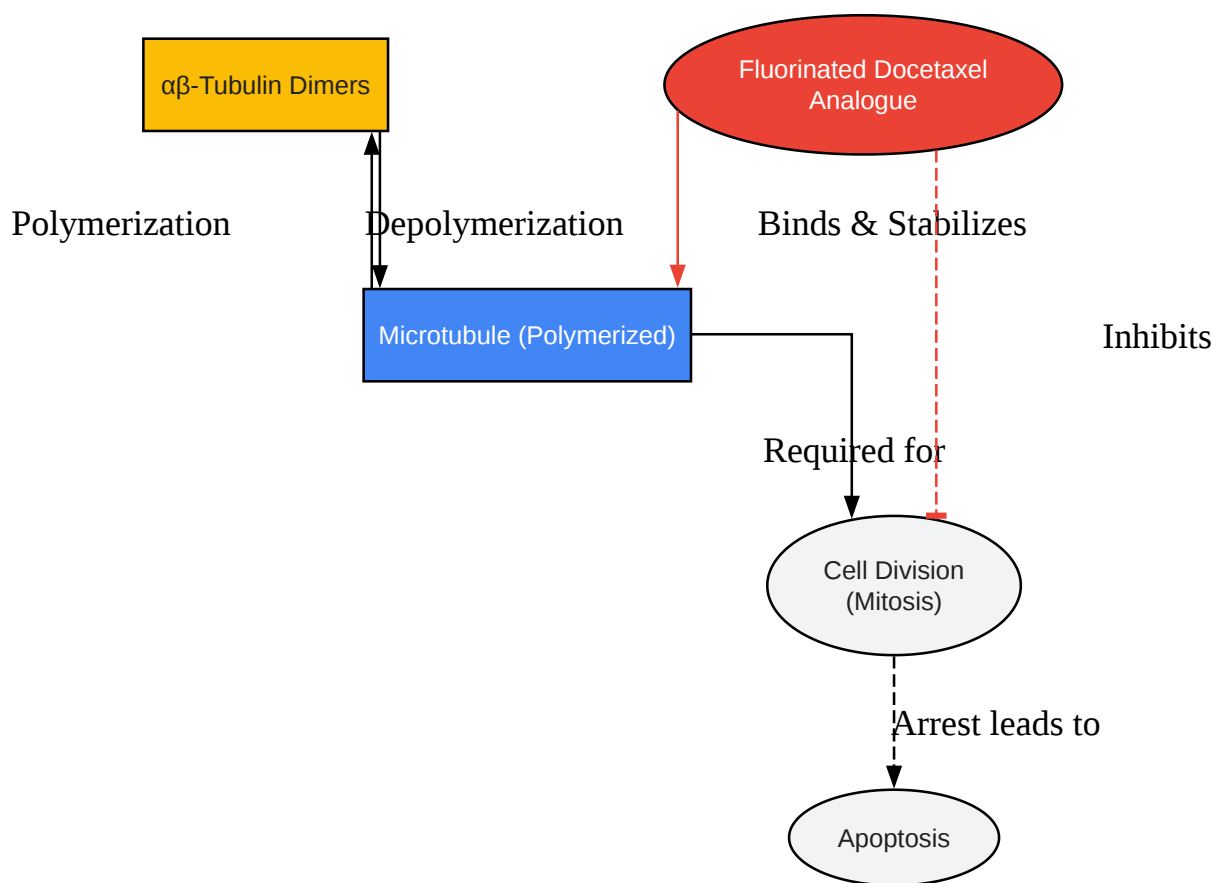 αβ-Tubulin Dimers
Fluorinated Docetaxel
Analogue
Polymerization
Depolymerization
Binds & Stabilizes
Microtubule (Polymerized)
Inhibits
Required for
Cell Division
(Mitosis)
Arrest leads to
Apoptosis